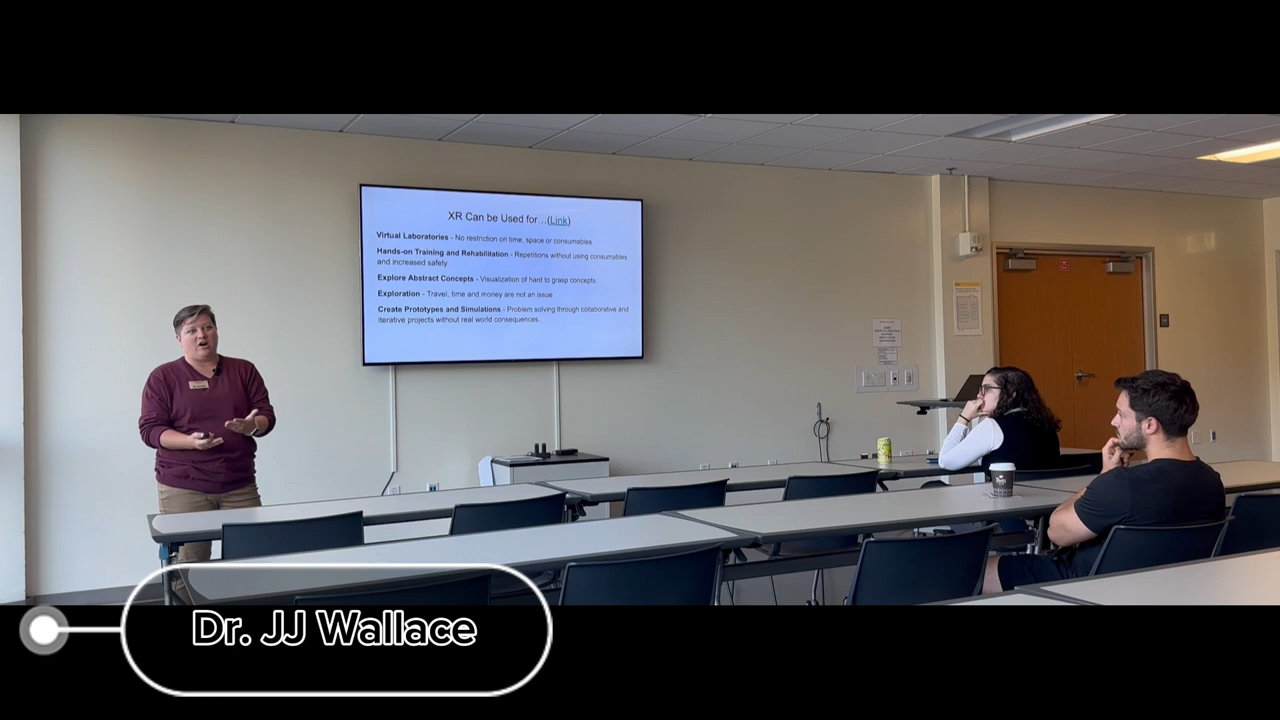 XR Can be Used for…(Link)
Virtual Laboratories - No restriction on time, space or consumables
Hands-on Training and Rehabilitation - Repetitions without using consumables
and increased safety
Explore Abstract Concepts - Visualization of hard to grasp concepts.
Exploration - Travel, time and money are not an issue.
Create Prototypes and Simulations - Problem solving through collaborative and
iterative projects without real world consequences.
Dr. JJ Wallace